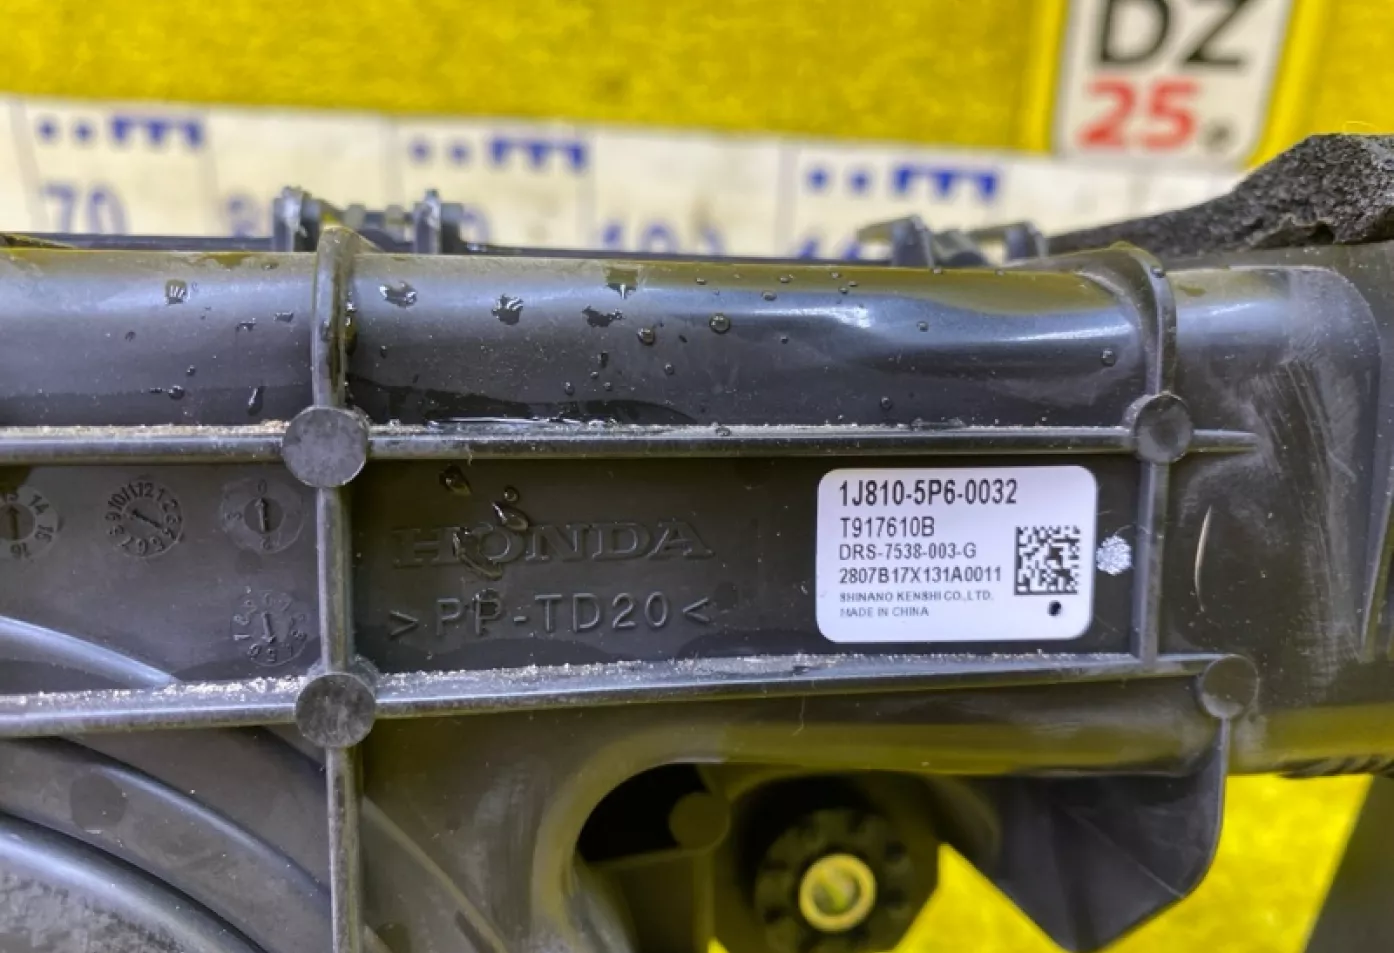 DZ
25
70
HONDA
>PP-TD20<
1J810-5P6-0032
T917610B
DRS-7538-003-G
2807B17X131A0011
SHINANO KENSHI CO.,LTD.
MADE IN CHINA